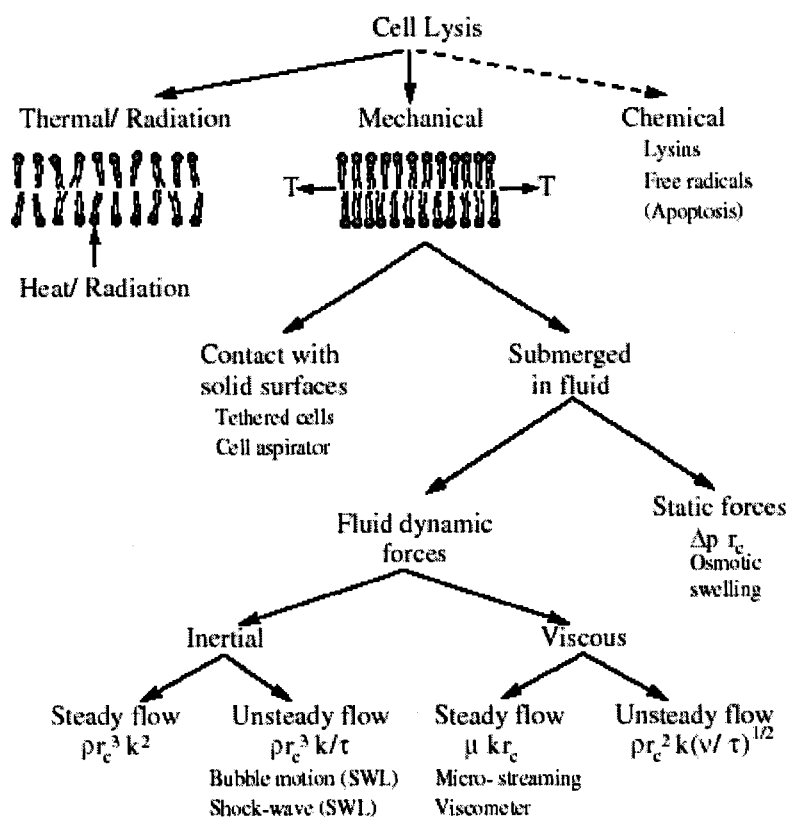 Cell Lysis
Thermal/ Radiation
Mechanical
Chemical
Lysins
Free radicals
(Apoptosis)
T
T
Heat/ Radiation
Contact with
solid surfaces
Tethered cells
Cell aspirator
Submerged
in fluid
Fluid dynamic
forces
Static forces
Δp r_c
Osmotic
swelling
Inertial
Viscous
Steady flow
ρr_c³ k²
Unsteady flow
ρr_c³ k/τ
Bubble motion (SWL)
Shock-wave (SWL)
Steady flow
μ kr_c
Micro- streaming
Viscometer
Unsteady flow
ρr_c² k(ν/ τ)^1/2